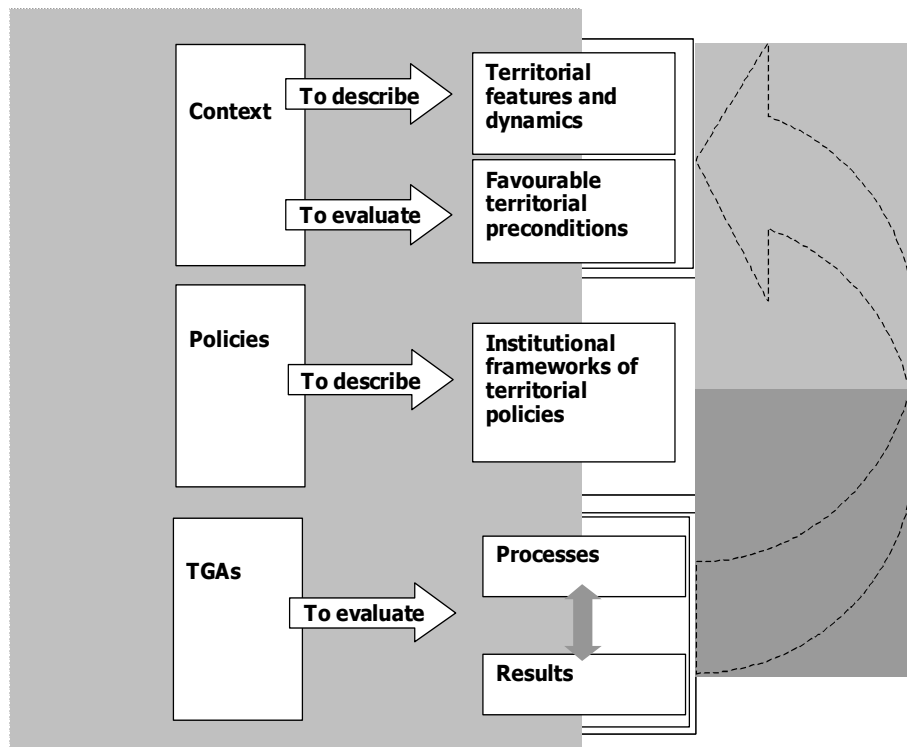 Context
To describe
Territorial
features and
dynamics
To evaluate
Favourable
territorial
preconditions
Policies
To describe
Institutional
frameworks of
territorial
policies
TGAs
To evaluate
Processes
Results